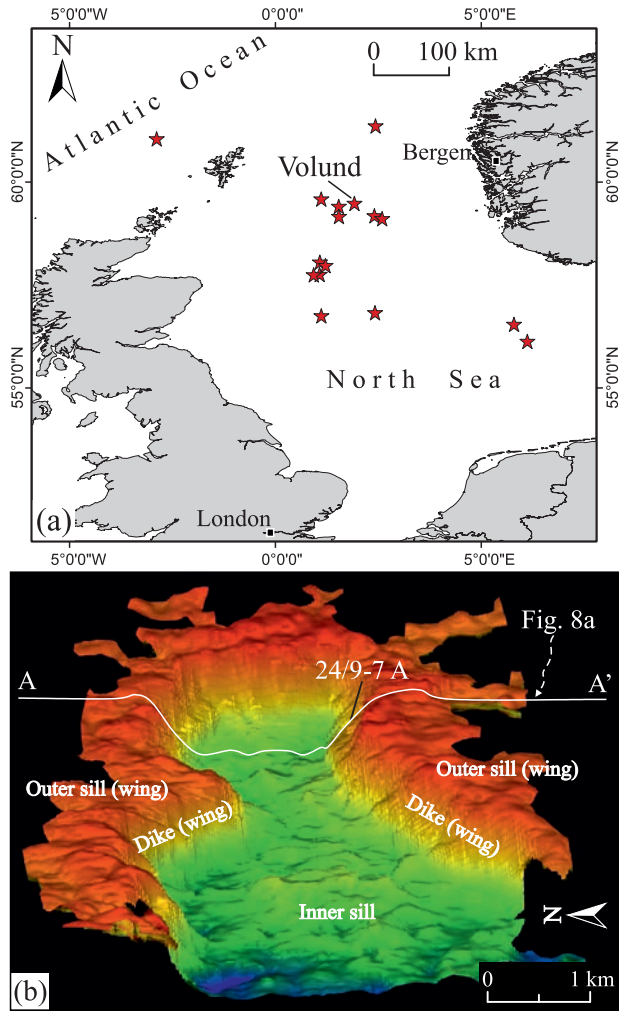 5°0'0"W 0°0'0" 5°0'0"E
N
0 100 km
Atlantic Ocean
Bergen
60°0'0"N 60°0'0"N
Volund
55°0'0"N 55°0'0"N
North Sea
London
(a)
5°0'0"W 0°0'0" 5°0'0"E
Fig. 8a
24/9-7 A
A A’
Outer sill (wing) Outer sill (wing)
Dike (wing) Dike (wing)
Inner sill
N
0 1 km
(b)